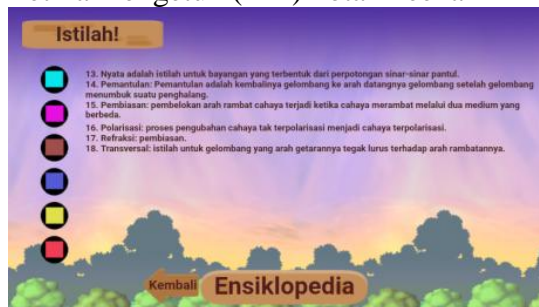 Istilah!
13. Nyata adalah istilah untuk bayangan yang terbentuk dari perpotongan sinar-sinar pantul.
14. Pemantulan: Pemantulan adalah kembalinya gelombang ke arah datangnya gelombang setelah gelombang
menumbuk suatu penghalang.
15. Pembiasan: pembelokan arah rambat cahaya terjadi ketika cahaya merambat melalui dua medium yang
berbeda.
16. Polarisasi: proses pengubahan cahaya tak terpolarisasi menjadi cahaya terpolarisasi.
17. Refraksi: pembiasan.
18. Transversal: istilah untuk gelombang yang arah getarannya tegak lurus terhadap arah rambatannya.
Kembali
Ensiklopedia